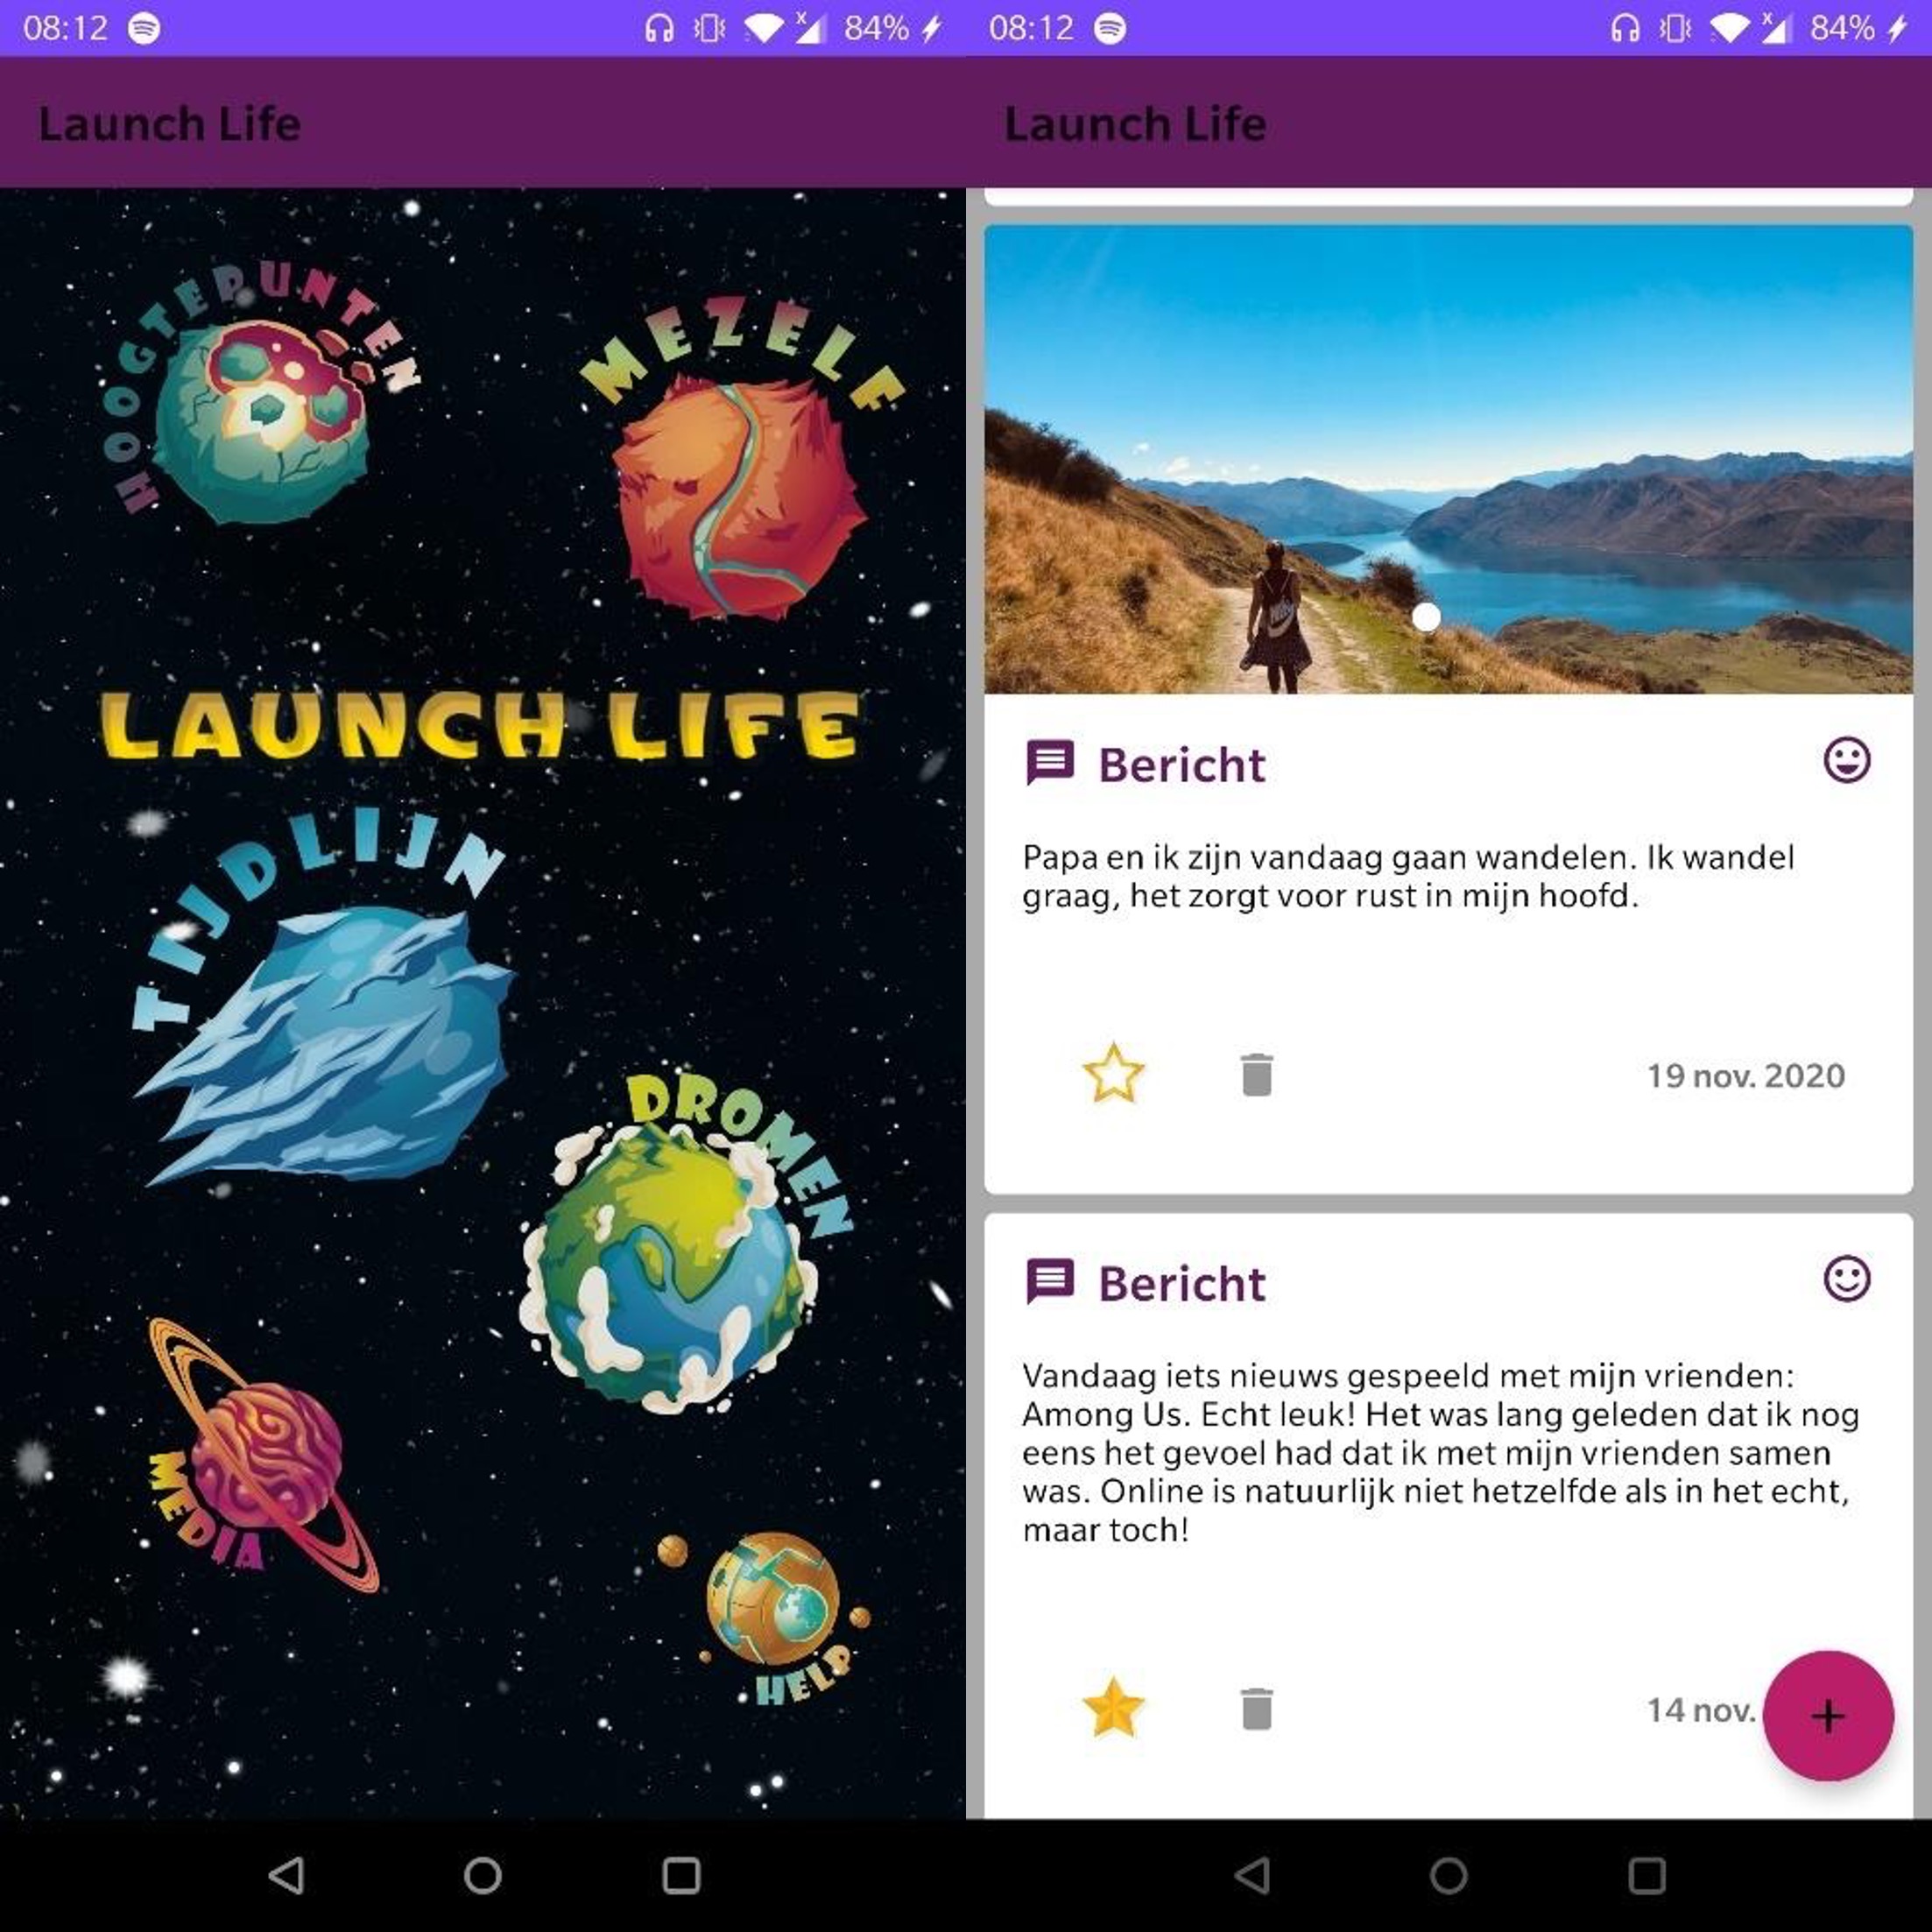 08:12
84%
Launch Life
HOOGTEPUNTEN
MEZELF
LAUNCH LIFE
TIJDLIJN
DROMEN
MEDIA
HELP
08:12
84%
Launch Life
Bericht
Papa en ik zijn vandaag gaan wandelen. Ik wandel
graag, het zorgt voor rust in mijn hoofd.
19 nov. 2020
Bericht
Vandaag iets nieuws gespeeld met mijn vrienden:
Among Us. Echt leuk! Het was lang geleden dat ik nog
eens het gevoel had dat ik met mijn vrienden samen
was. Online is natuurlijk niet hetzelfde als in het echt,
maar toch!
14 nov.
+